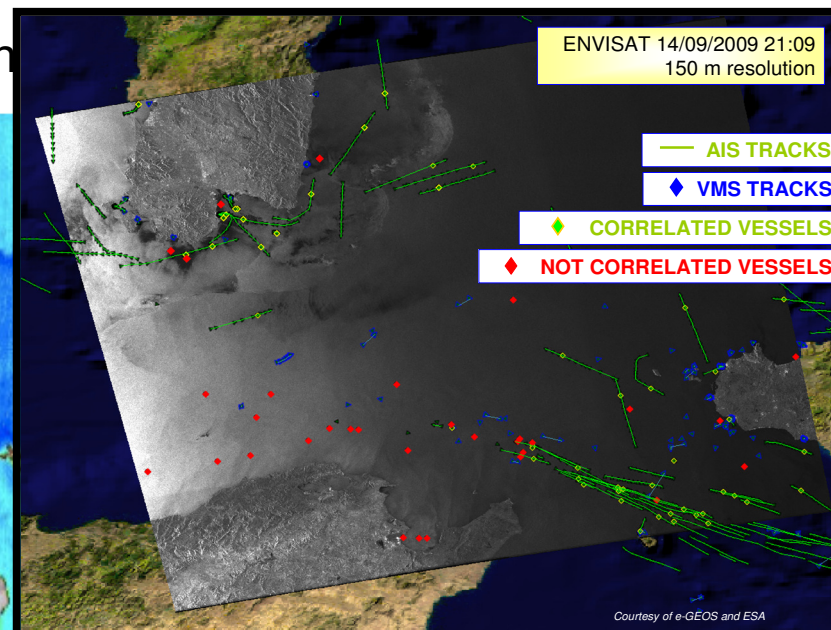 n
ENVISAT 14/09/2009 21:09
150 m resolution
AIS TRACKS
VMS TRACKS
CORRELATED VESSELS
NOT CORRELATED VESSELS
Courtesy of e-GEOS and ESA